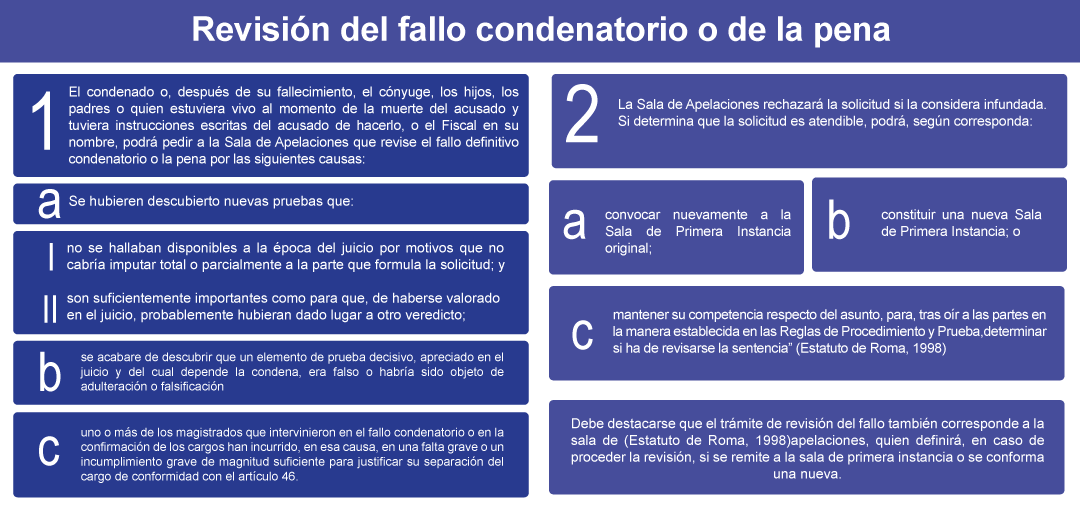 Revisión del fallo condenatorio o de la pena
1
El condenado o, después de su fallecimiento, el cónyuge, los hijos, los
padres o quien estuviera vivo al momento de la muerte del acusado y
tuviera instrucciones escritas del acusado de hacerlo, o el Fiscal en su
nombre, podrá pedir a la Sala de Apelaciones que revise el fallo definitivo
condenatorio o la pena por las siguientes causas:
a
Se hubieren descubierto nuevas pruebas que:
I
no se hallaban disponibles a la época del juicio por motivos que no
cabría imputar total o parcialmente a la parte que formula la solicitud; y
II
son suficientemente importantes como para que, de haberse valorado
en el juicio, probablemente hubieran dado lugar a otro veredicto;
b
se acabare de descubrir que un elemento de prueba decisivo, apreciado en el
juicio y del cual depende la condena, era falso o habría sido objeto de
adulteración o falsificación
c
uno o más de los magistrados que intervinieron en el fallo condenatorio o en la
confirmación de los cargos han incurrido, en esa causa, en una falta grave o un
incumplimiento grave de magnitud suficiente para justificar su separación del
cargo de conformidad con el artículo 46.
2
La Sala de Apelaciones rechazará la solicitud si la considera infundada.
Si determina que la solicitud es atendible, podrá, según corresponda:
a
convocar nuevamente a la
Sala de Primera Instancia
original;
b
constituir una nueva Sala
de Primera Instancia; o
c
mantener su competencia respecto del asunto, para, tras oír a las partes en
la manera establecida en las Reglas de Procedimiento y Prueba,determinar
si ha de revisarse la sentencia” (Estatuto de Roma, 1998)
Debe destacarse que el trámite de revisión del fallo también corresponde a la
sala de (Estatuto de Roma, 1998)apelaciones, quien definirá, en caso de
proceder la revisión, si se remite a la sala de primera instancia o se conforma
una nueva.